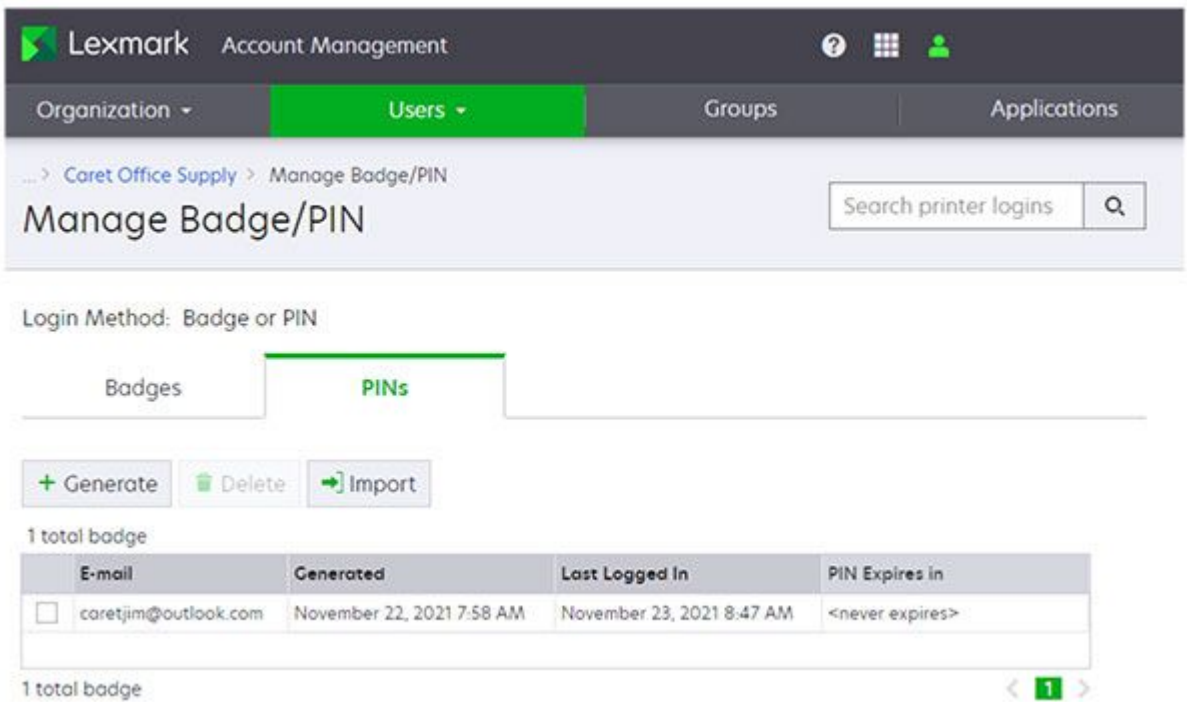 Lexmark Account Management
Organization Users Groups Applications
... > Caret Office Supply > Manage Badge/PIN
Manage Badge/PIN
Search printer logins
Login Method: Badge or PIN
Badges PINs
+ Generate Delete Import
1 total badge
E-mail Generated Last Logged In PIN Expires in
caretjim@outlook.com November 22, 2021 7:58 AM November 23, 2021 8:47 AM <never expires>
1 total badge
< 1 >